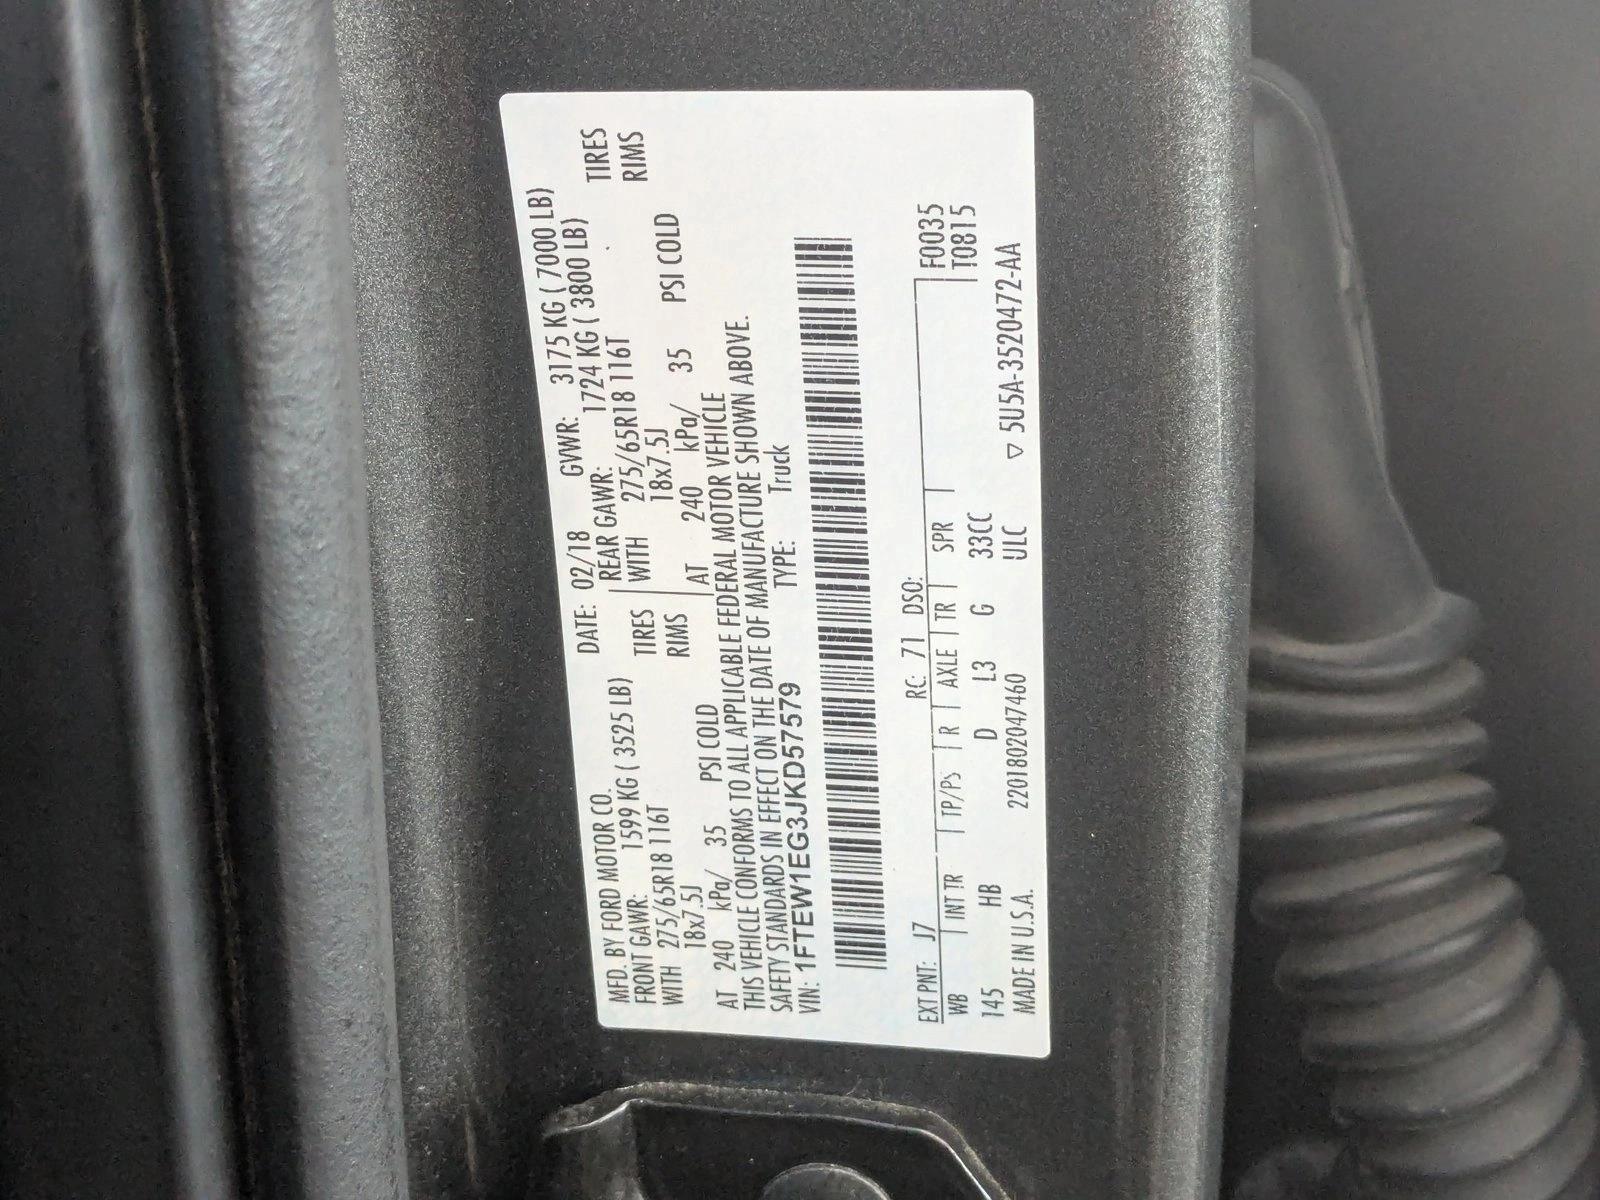 MFD. BY FORD MOTOR CO.
DATE: 02/18 GVWR: 3175 KG ( 7000 LB)
FRONT GAWR: 1599 KG ( 3525 LB) REAR GAWR: 1724 KG ( 3800 LB)
WITH 275/65R18 116T TIRES WITH 275/65R18 116T TIRES
18x7.5J RIMS 18x7.5J RIMS
AT 240 kPa/ 35 PSI COLD AT 240 kPa/ 35 PSI COLD
THIS VEHICLE CONFORMS TO ALL APPLICABLE FEDERAL MOTOR VEHICLE
SAFETY STANDARDS IN EFFECT ON THE DATE OF MANUFACTURE SHOWN ABOVE.
VIN: 1FTEW1EG3JKD57579 TYPE: Truck
EXT PNT: J7 RC: 71 DSO: F0035
WB INT TR TP/PS R AXLE TR SPR T0815
145 HB D L3 G 33CC
MADE IN U.S.A. 2201802047460 ULC ▽ 5U5A-3520472-AA